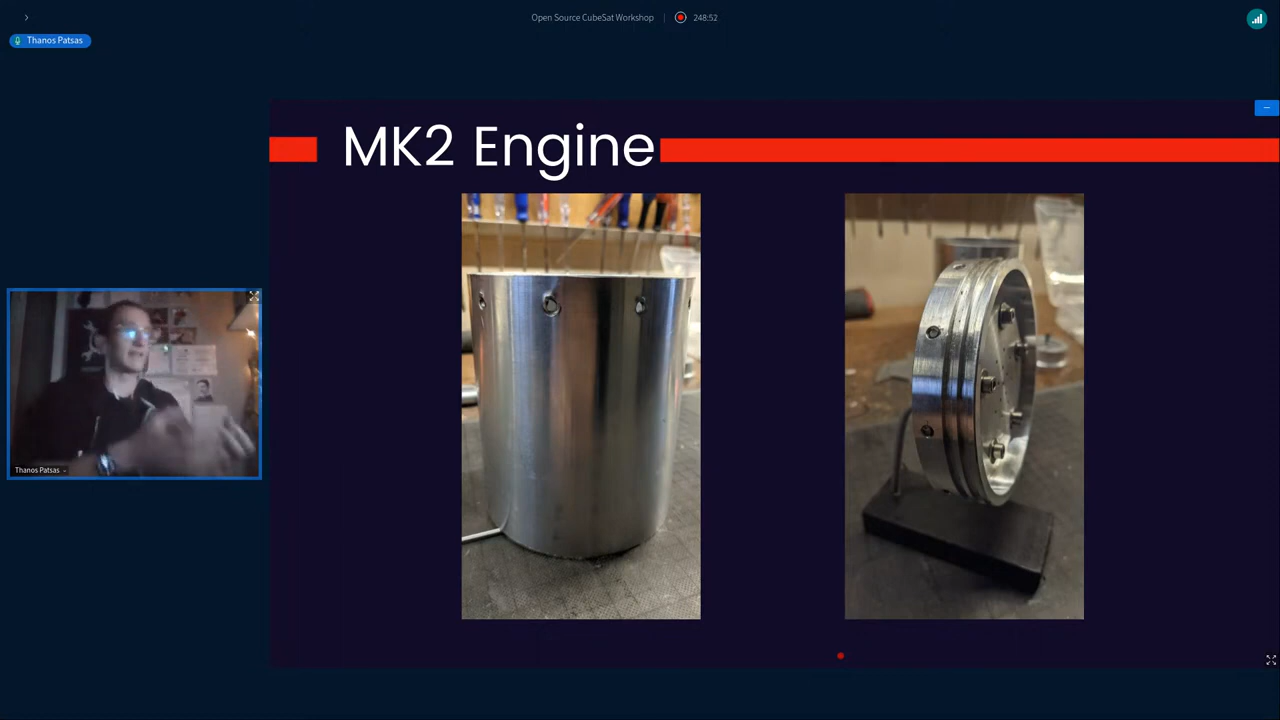 Open Source CubeSat Workshop
248:52
Thanos Patsas
MK2 Engine
Thanos Patsas